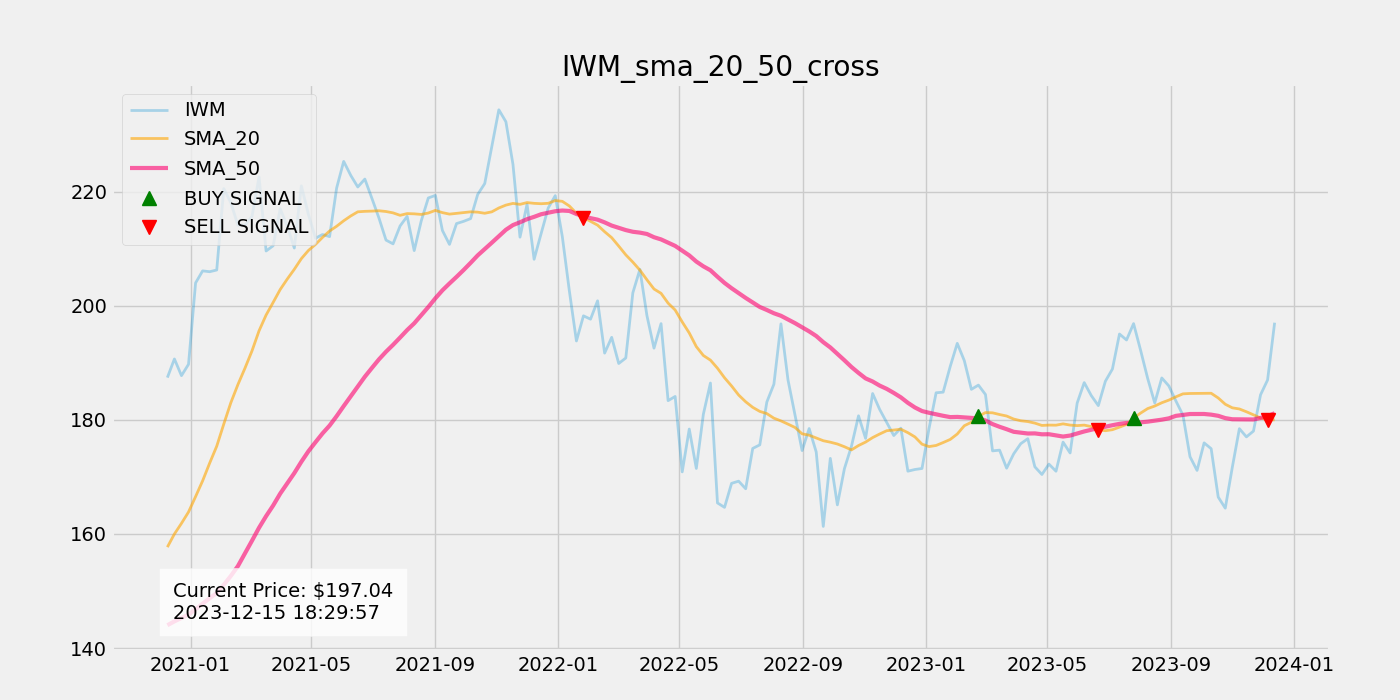 IWM_sma_20_50_cross
IWM
SMA_20
SMA_50
BUY SIGNAL
SELL SIGNAL
220
200
180
160
140
Current Price: $197.04
2023-12-15 18:29:57
2021-01 2021-05 2021-09 2022-01 2022-05 2022-09 2023-01 2023-05 2023-09 2024-01